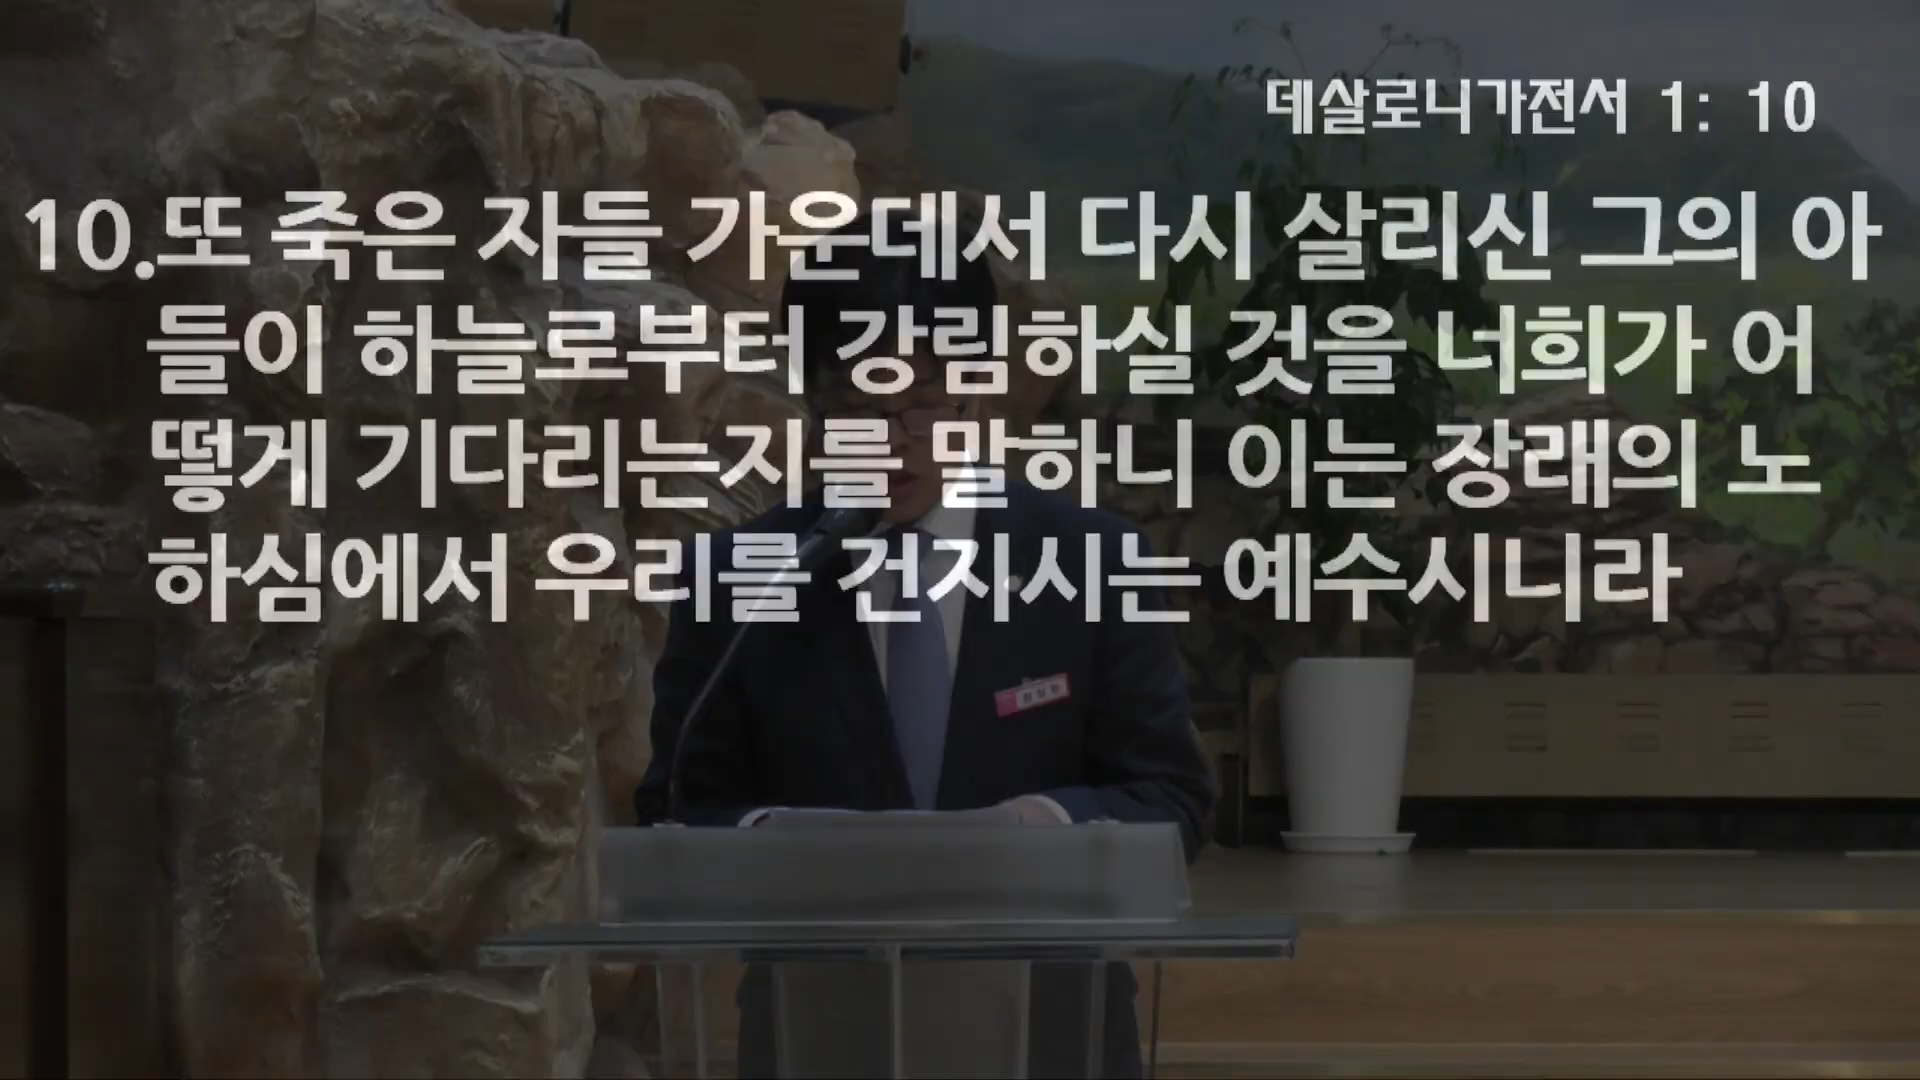 데살로니가전서 1: 10
10.또 죽은 자들 가운데서 다시 살리신 그의 아
들이 하늘로부터 강림하실 것을 너희가 어
떻게 기다리는지를 말하니 이는 장래의 노
하심에서 우리를 건지시는 예수시니라